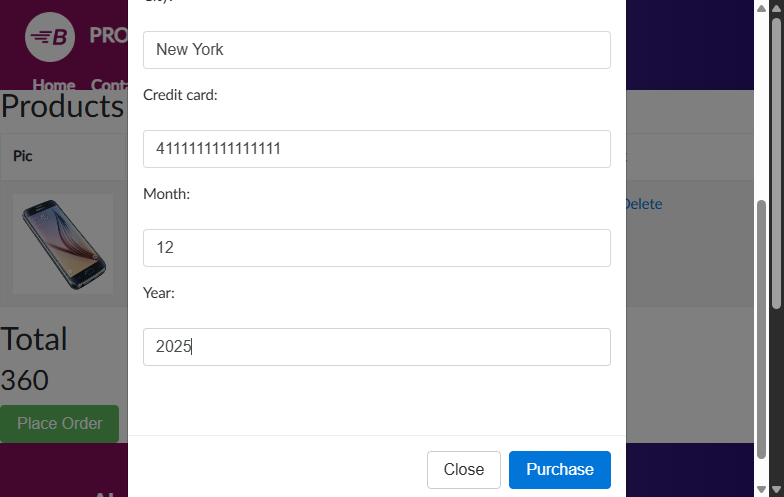 PRO
Home Cont
Products
Pic
New York
Credit card:
4111111111111111
Month:
12
Year:
2025
Delete
Total
360
Place Order
Close
Purchase